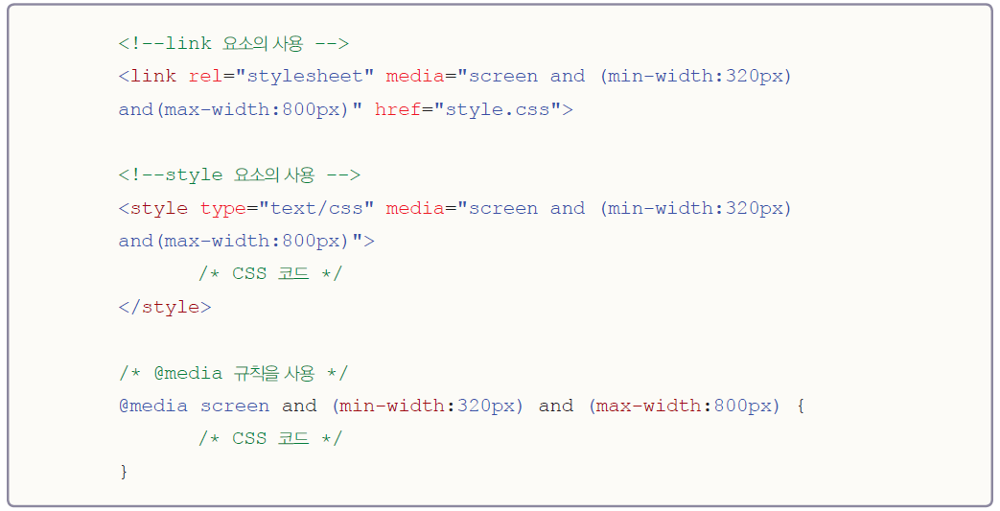 <!--link 요소의 사용 -->
<link rel="stylesheet" media="screen and (min-width:320px)
and(max-width:800px)" href="style.css">
<!--style 요소의 사용 -->
<style type="text/css" media="screen and (min-width:320px)
and(max-width:800px)">
/* CSS 코드 */
</style>
/* @media 규칙을 사용 */
@media screen and (min-width:320px) and (max-width:800px) {
/* CSS 코드 */
}